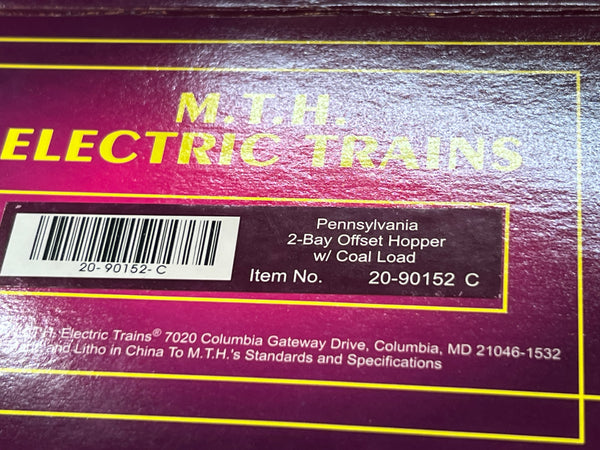 M.T.H.
ELECTRIC TRAINS
Pennsylvania
2-Bay Offset Hopper
w/ Coal Load
20-90152-C
Item No. 20-90152 C
Electric Trains® 7020 Columbia Gateway Drive, Columbia, MD 21046-1532
and Litho in China To M.T.H.'s Standards and Specifications